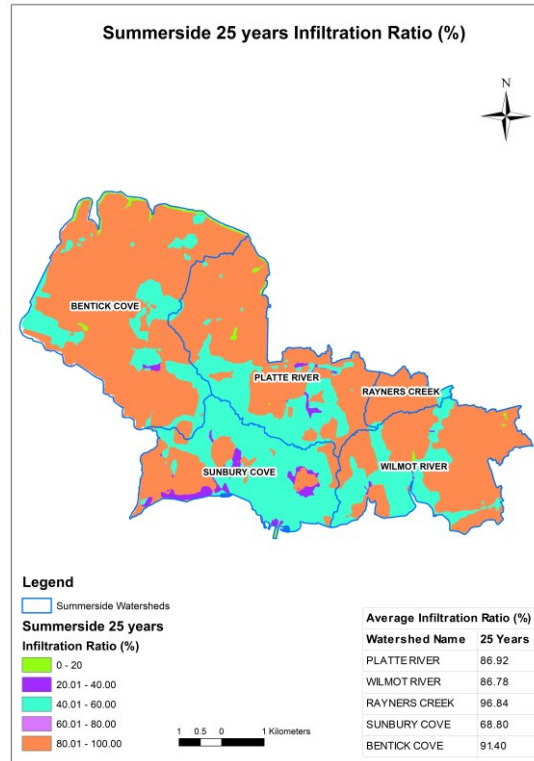 Summerside 25 years Infiltration Ratio (%)
N
BENTICK COVE
PLATTE RIVER
RAYNERS CREEK
SUNBURY COVE
WILMOT RIVER
Legend
Summerside Watersheds
Summerside 25 years
Infiltration Ratio (%)
0 - 20
20.01 - 40.00
40.01 - 60.00
60.01 - 80.00
80.01 - 100.00
1 0.5 0 1 Kilometers
Average Infiltration Ratio (%)
Watershed Name 25 Years
PLATTE RIVER 86.92
WILMOT RIVER 86.78
RAYNERS CREEK 96.84
SUNBURY COVE 68.80
BENTICK COVE 91.40